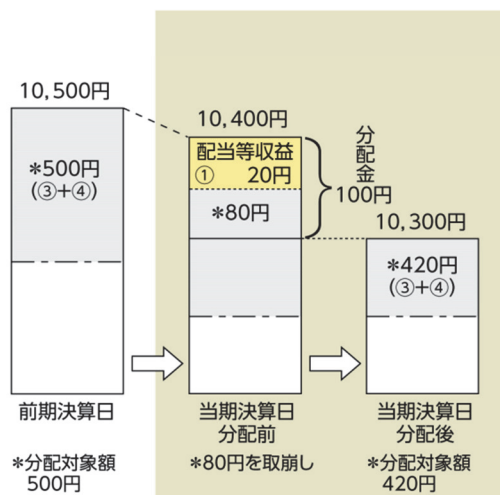 10,500円
*500円
(③+④)
前期決算日
*分配対象額
500円
10,400円
配当等収益
① 20円
*80円
分配金
100円
当期決算日
分配前
*80円を取崩し
10,300円
*420円
(③+④)
当期決算日
分配後
*分配対象額
420円